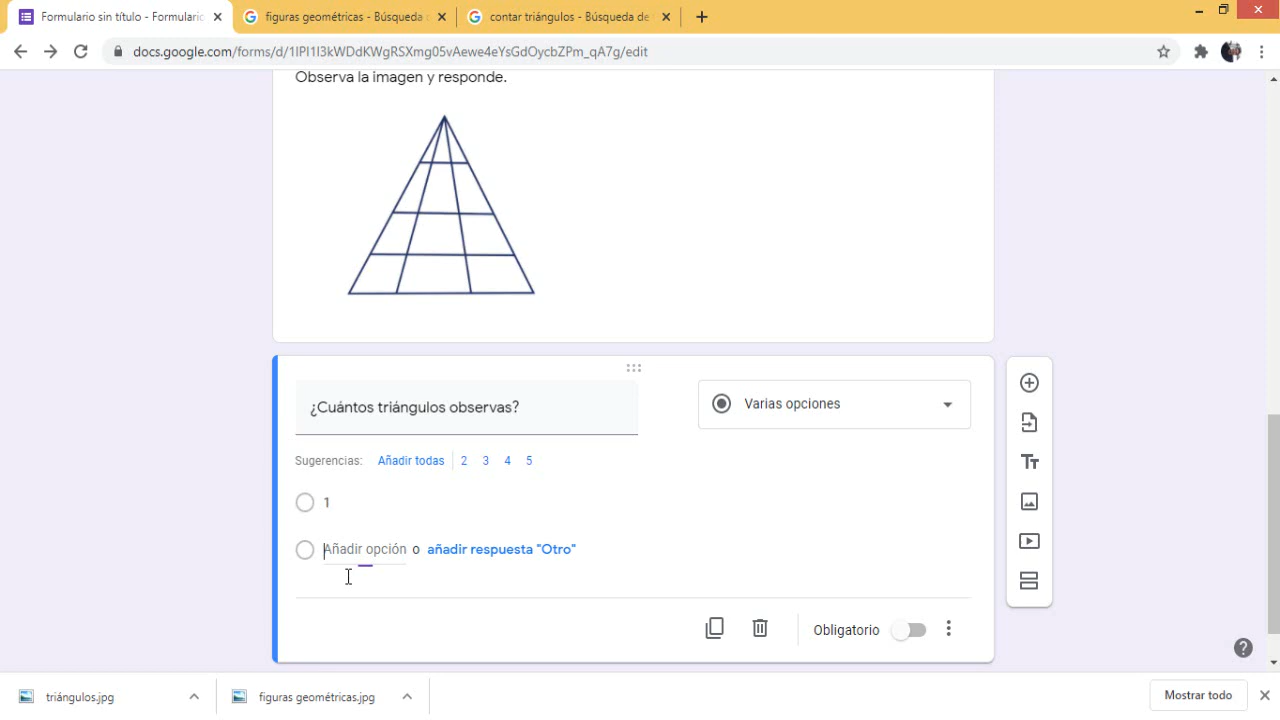 Formulario sin título - Formulario
figuras geométricas - Búsqueda
contar triángulos - Búsqueda de
docs.google.com/forms/d/1IPI1I3kWDdKWgRSXmg05vAewe4eYsGdOycbZPm_qA7g/edit
Observa la imagen y responde.
¿Cuántos triángulos observas?
Varias opciones
Sugerencias: Añadir todas 2 3 4 5
1
Añadir opción o añadir respuesta "Otro"
Obligatorio
triángulos.jpg
figuras geométricas.jpg
Mostrar todo